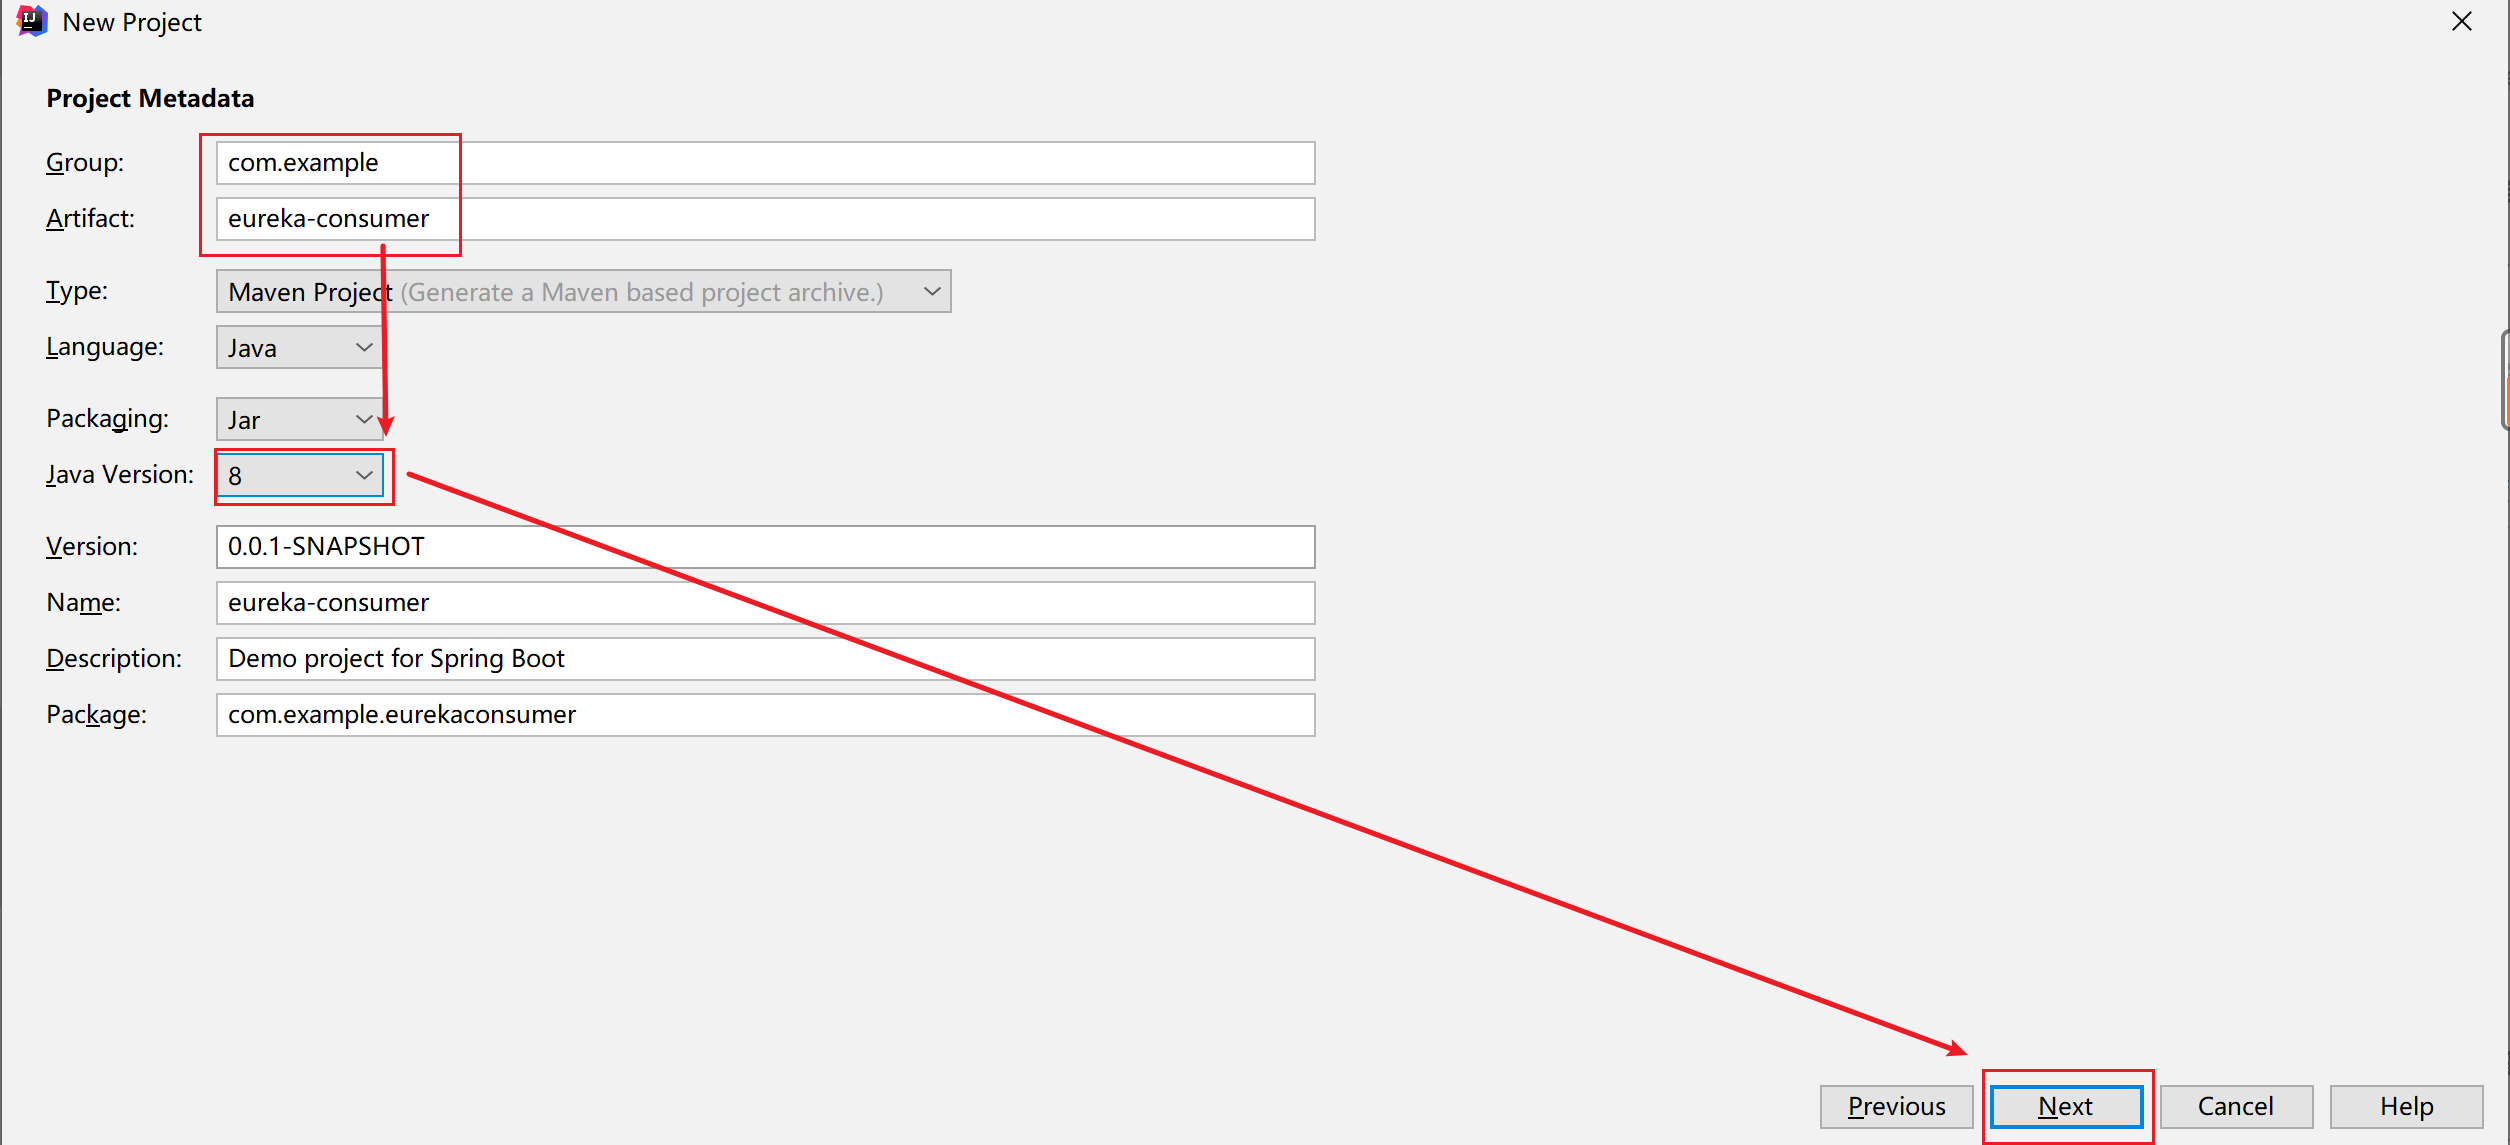 New Project
Project Metadata
Group: com.example
Artifact: eureka-consumer
Type: Maven Project (Generate a Maven based project archive.)
Language: Java
Packaging: Jar
Java Version: 8
Version: 0.0.1-SNAPSHOT
Name: eureka-consumer
Description: Demo project for Spring Boot
Package: com.example.eurekaconsumer
Previous Next Cancel Help